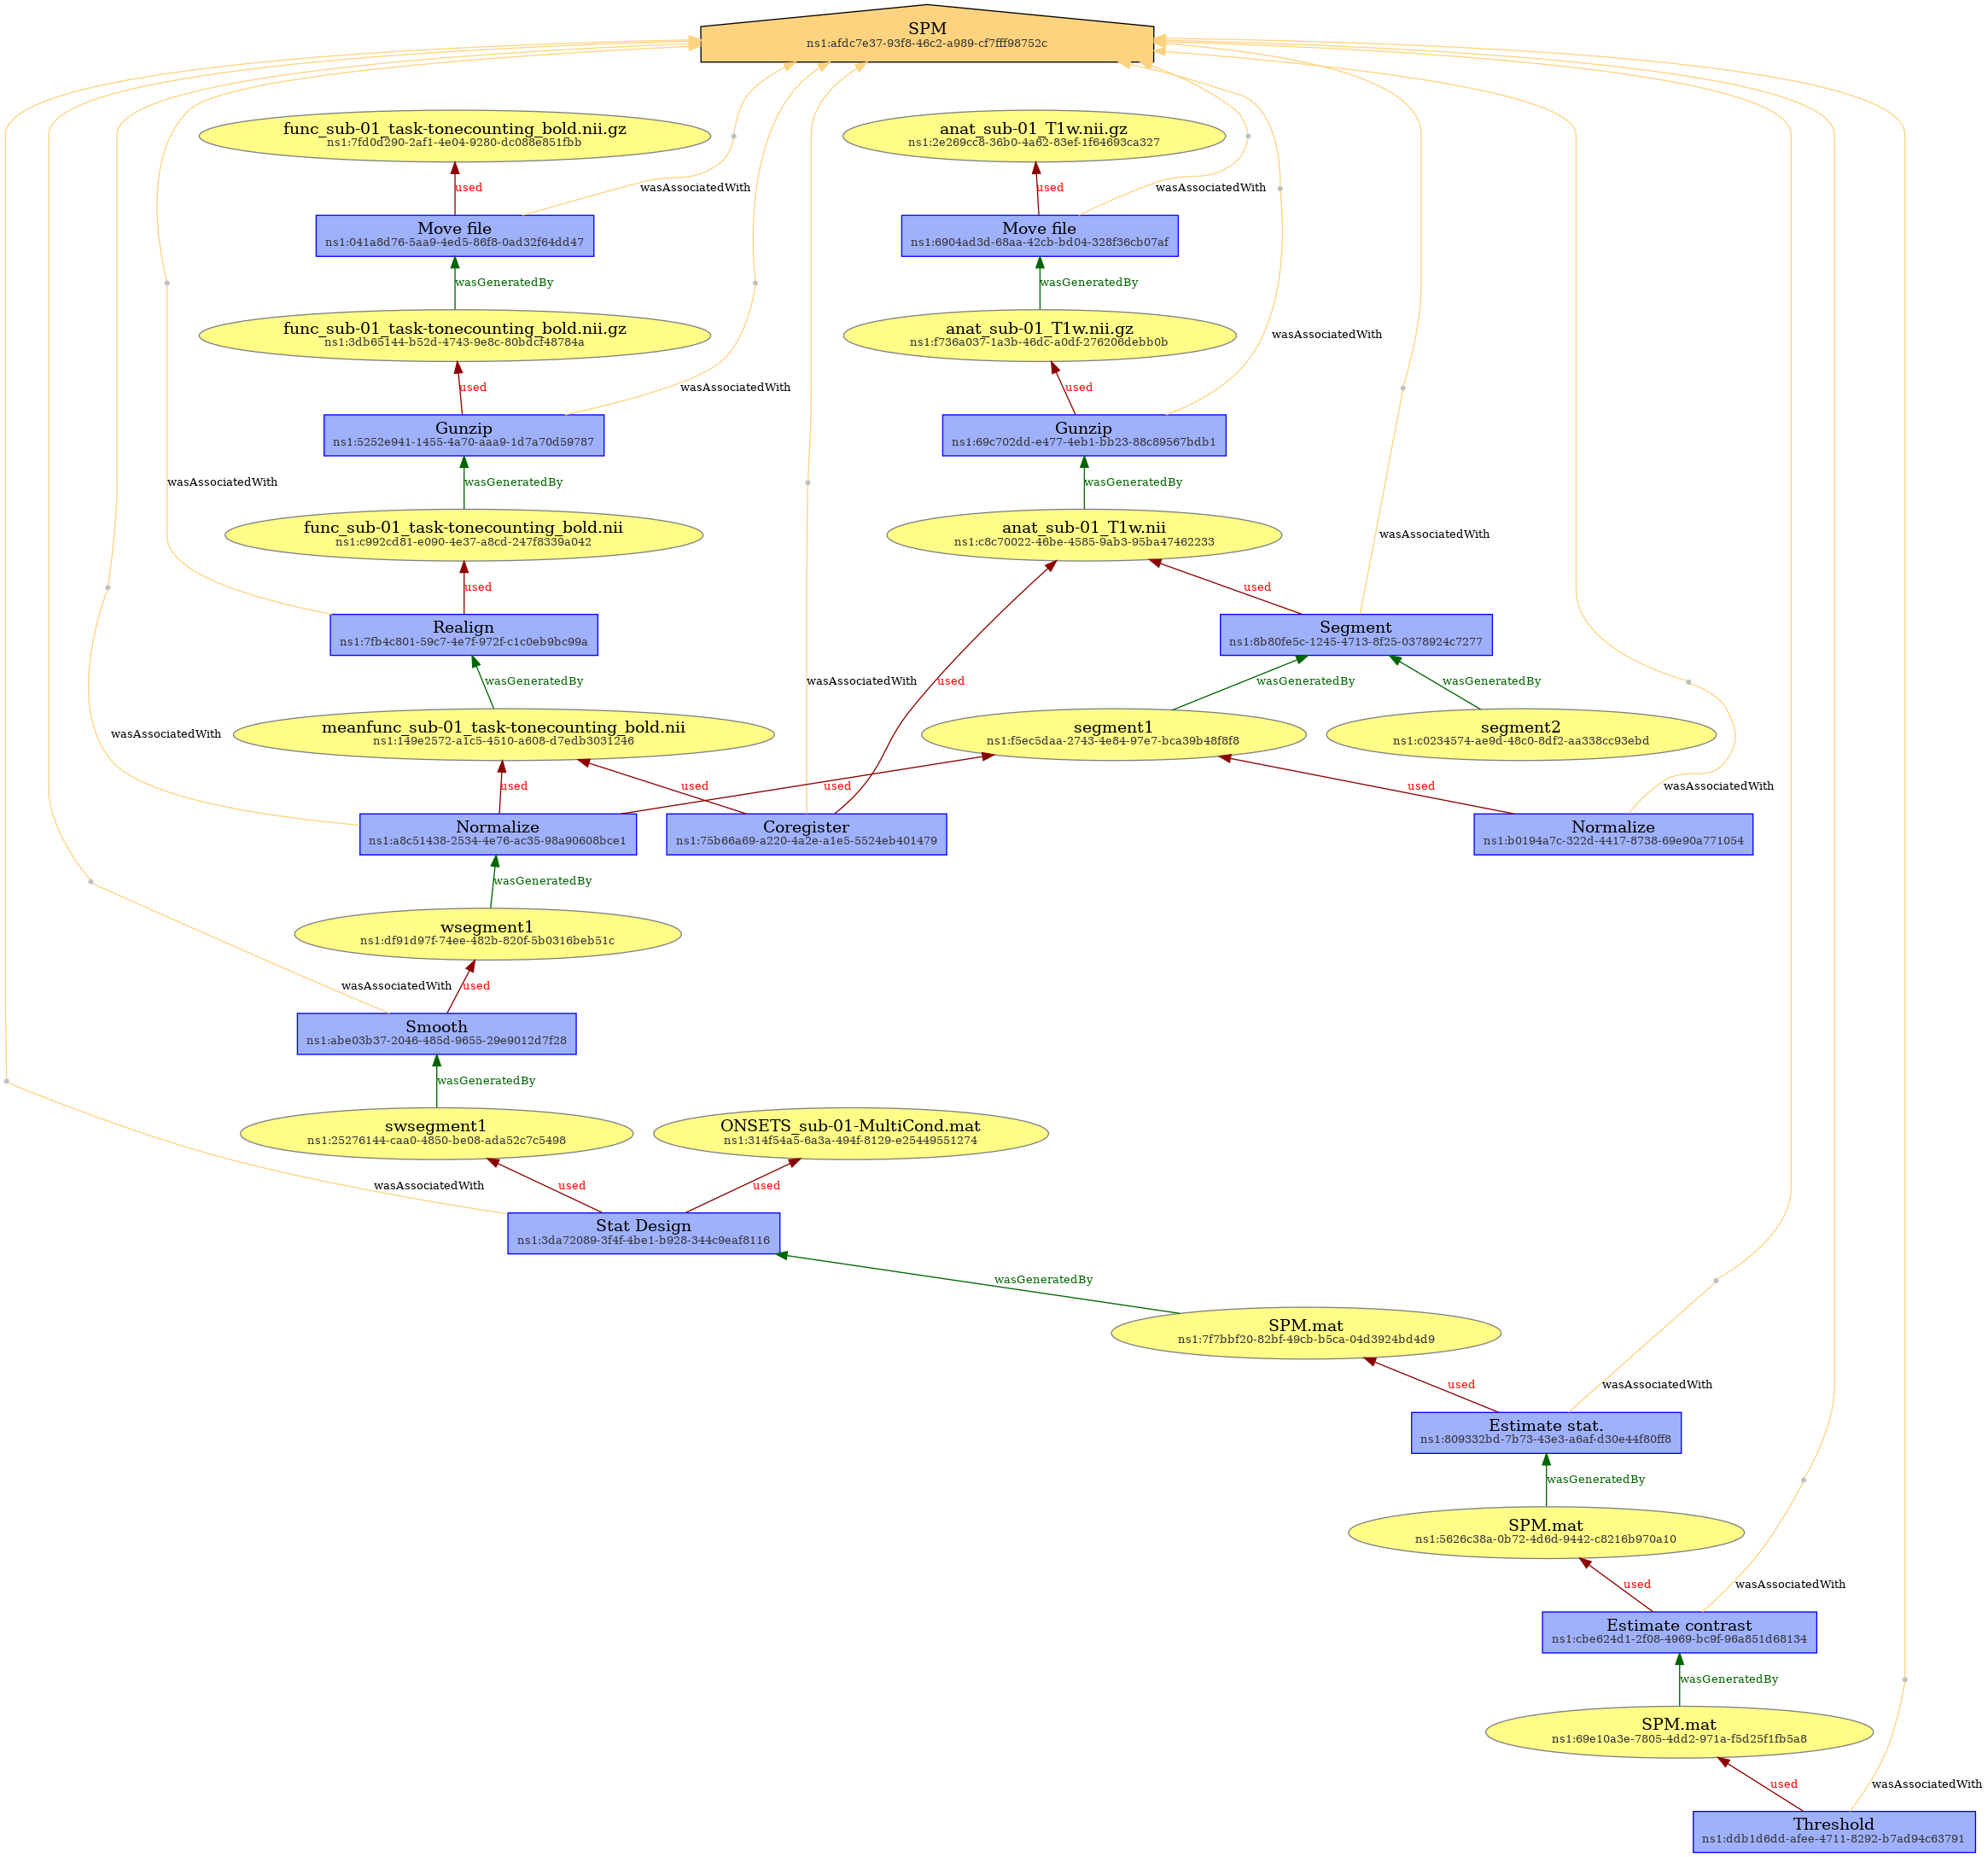 SPM
ns1:afdc7e37-93f8-46c2-a989-cf7fff98752c
func_sub-01_task-tonecounting_bold.nii.gz
ns1:7fd0d290-2af1-4e04-9280-dc088e851fbb
anat_sub-01_T1w.nii.gz
ns1:2e269cc8-36b0-4a62-83ef-1f64693ca327
used
wasAssociatedWith
used
wasAssociatedWith
Move file
ns1:041a8d76-5aa9-4ed5-86f8-0ad32f64dd47
Move file
ns1:6904ad3d-68aa-42cb-bd04-328f36cb07af
wasGeneratedBy
wasGeneratedBy
func_sub-01_task-tonecounting_bold.nii.gz
ns1:3db65144-b52d-4743-9e8c-80bdcf48784a
anat_sub-01_T1w.nii.gz
ns1:f736a037-1a3b-46dc-a0df-276206debb0b
wasAssociatedWith
used
wasAssociatedWith
used
Gunzip
ns1:5252e941-1455-4a70-aaa9-1d7a70d59787
Gunzip
ns1:69c702dd-e477-4eb1-bb23-88c89567bdb1
wasAssociatedWith
wasGeneratedBy
wasGeneratedBy
func_sub-01_task-tonecounting_bold.nii
ns1:c992cd81-e090-4e37-a8cd-247f8339a042
anat_sub-01_T1w.nii
ns1:c8c70022-46be-4585-9ab3-95ba47462233
wasAssociatedWith
used
used
Realign
ns1:7fb4c801-59c7-4e7f-972f-c1c0eb9bc99a
Segment
ns1:8b80fe5c-1245-4713-8f25-0378924c7277
wasGeneratedBy
wasAssociatedWith
used
wasGeneratedBy
wasGeneratedBy
meanfunc_sub-01_task-tonecounting_bold.nii
ns1:149e2572-a1c5-4510-a608-d7edb3031246
segment1
ns1:f5ec5daa-2743-4e84-97e7-bca39b48f8f8
segment2
ns1:c0234574-ae9d-48c0-8df2-aa338cc93ebd
wasAssociatedWith
used
used
used
used
wasAssociatedWith
Normalize
ns1:a8c51438-2534-4e76-ac35-98a90608bce1
Coregister
ns1:75b66a69-a220-4a2e-a1e5-5524eb401479
Normalize
ns1:b0194a7c-322d-4417-8738-69e90a771054
wasGeneratedBy
wsegment1
ns1:df91d97f-74ee-482b-820f-5b0316beb51c
wasAssociatedWith
used
Smooth
ns1:abe03b37-2046-485d-9655-29e9012d7f28
wasGeneratedBy
swsegment1
ns1:25276144-caa0-4850-be08-ada52c7c5498
ONSETS_sub-01-MultiCond.mat
ns1:314f54a5-6a3a-494f-8129-e25449551274
wasAssociatedWith
used
used
Stat Design
ns1:3da72089-3f4f-4be1-b928-344c9eaf8116
wasGeneratedBy
SPM.mat
ns1:7f7bbf20-82bf-49cb-b5ca-04d3924bd4d9
used
wasAssociatedWith
Estimate stat.
ns1:809332bd-7b73-43e3-a6af-d30e44f80ff8
wasGeneratedBy
SPM.mat
ns1:5626c38a-0b72-4d6d-9442-c8216b970a10
used
wasAssociatedWith
Estimate contrast
ns1:cbe624d1-2f08-4969-bc9f-96a851d68134
wasGeneratedBy
SPM.mat
ns1:69e10a3e-7805-4dd2-971a-f5d25f1fb5a8
used
wasAssociatedWith
Threshold
ns1:ddb1d6dd-afee-4711-8292-b7ad94c63791